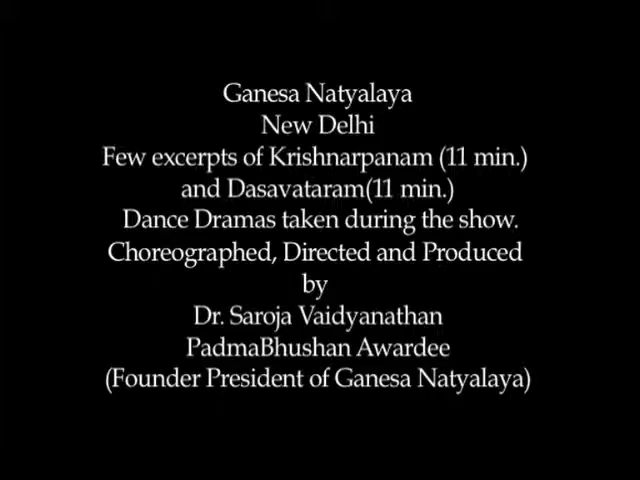 Ganesa Natyalaya
New Delhi
Few excerpts of Krishnarpanam (11 min.)
and Dasavataram(11 min.)
Dance Dramas taken during the show.
Choreographed, Directed and Produced
by
Dr. Saroja Vaidyanathan
PadmaBhushan Awardee
(Founder President of Ganesa Natyalaya)